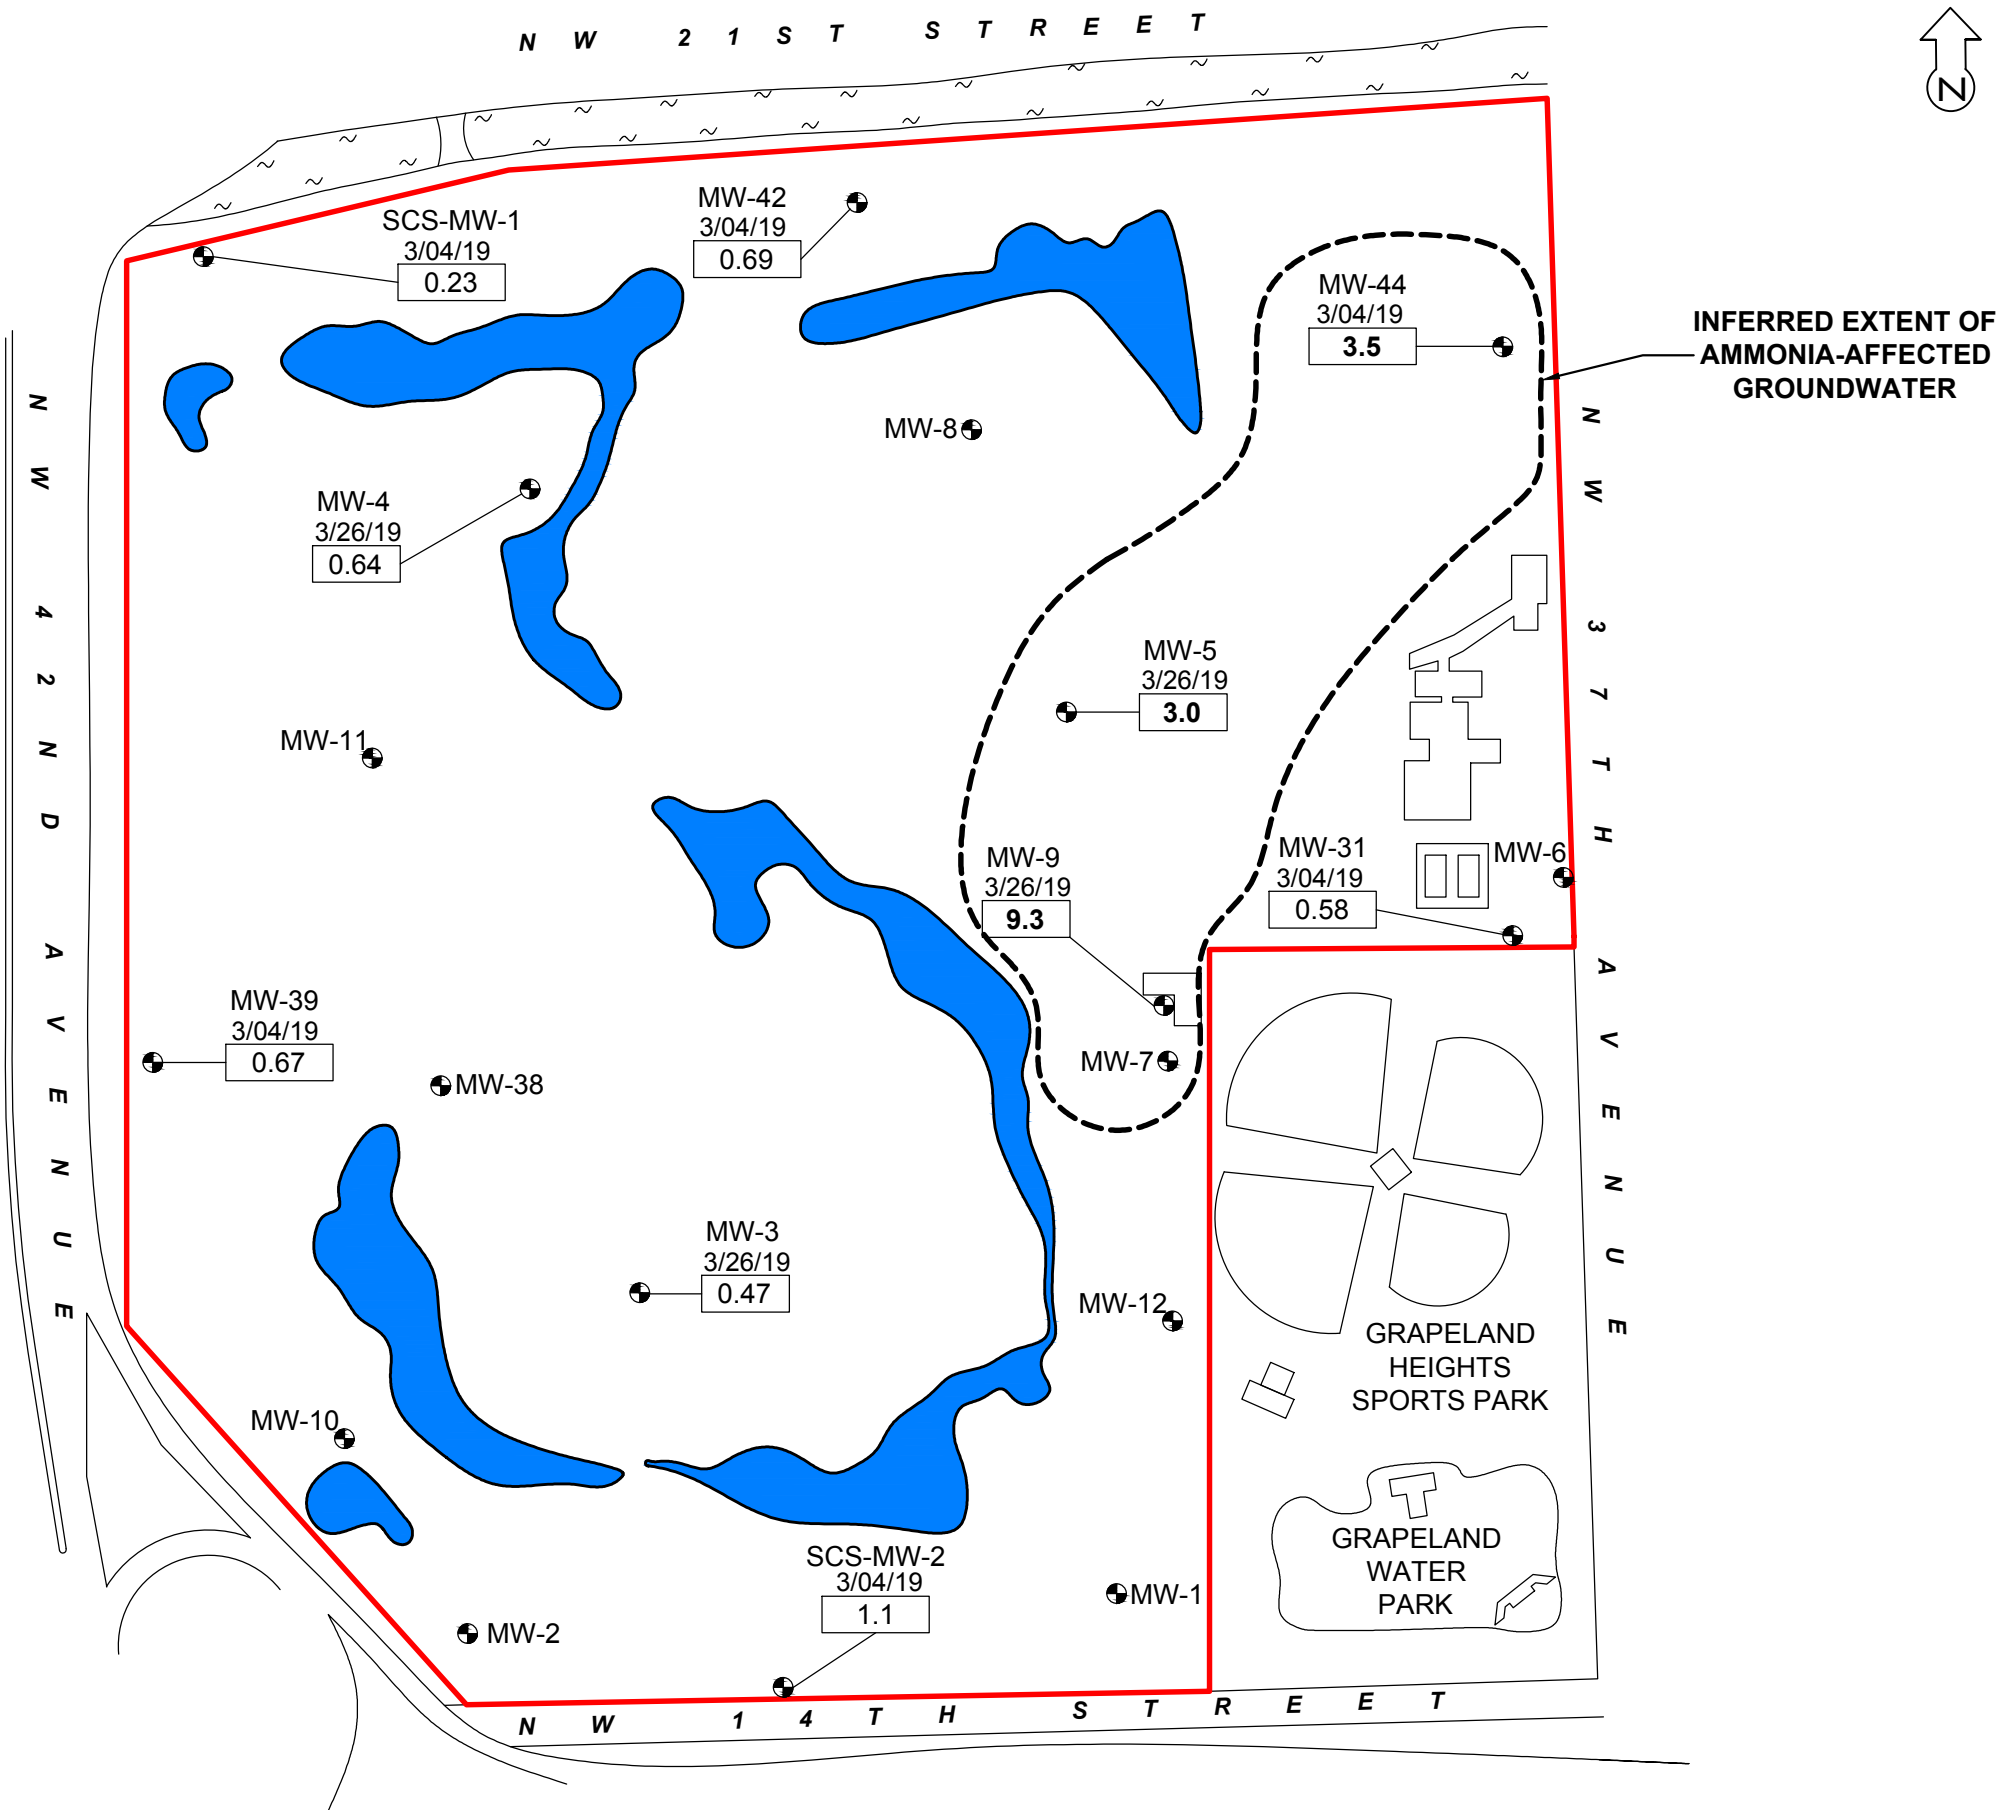 NW 21ST STREET
N
SCS-MW-1
3/04/19
0.23
MW-42
3/04/19
0.69
MW-44
3/04/19
3.5
INFERRED EXTENT OF
AMMONIA-AFFECTED
GROUNDWATER
NW 42ND AVENUE
NW 37TH AVENUE
MW-8
MW-4
3/26/19
0.64
MW-5
3/26/19
3.0
MW-11
MW-9
3/26/19
9.3
MW-31
3/04/19
0.58
MW-6
MW-39
3/04/19
0.67
MW-38
MW-7
MW-3
3/26/19
0.47
MW-12
GRAPELAND
HEIGHTS
SPORTS PARK
MW-10
GRAPELAND
WATER
PARK
SCS-MW-2
3/04/19
1.1
MW-1
MW-2
NW 14TH STREET